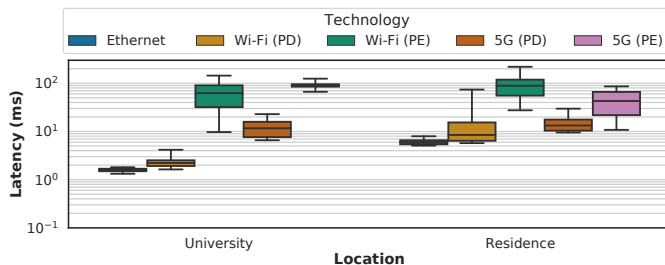 Technology
Ethernet Wi-Fi (PD) Wi-Fi (PE) 5G (PD) 5G (PE)
Latency (ms)
10²
10¹
10⁰
10⁻¹
University Residence
Location